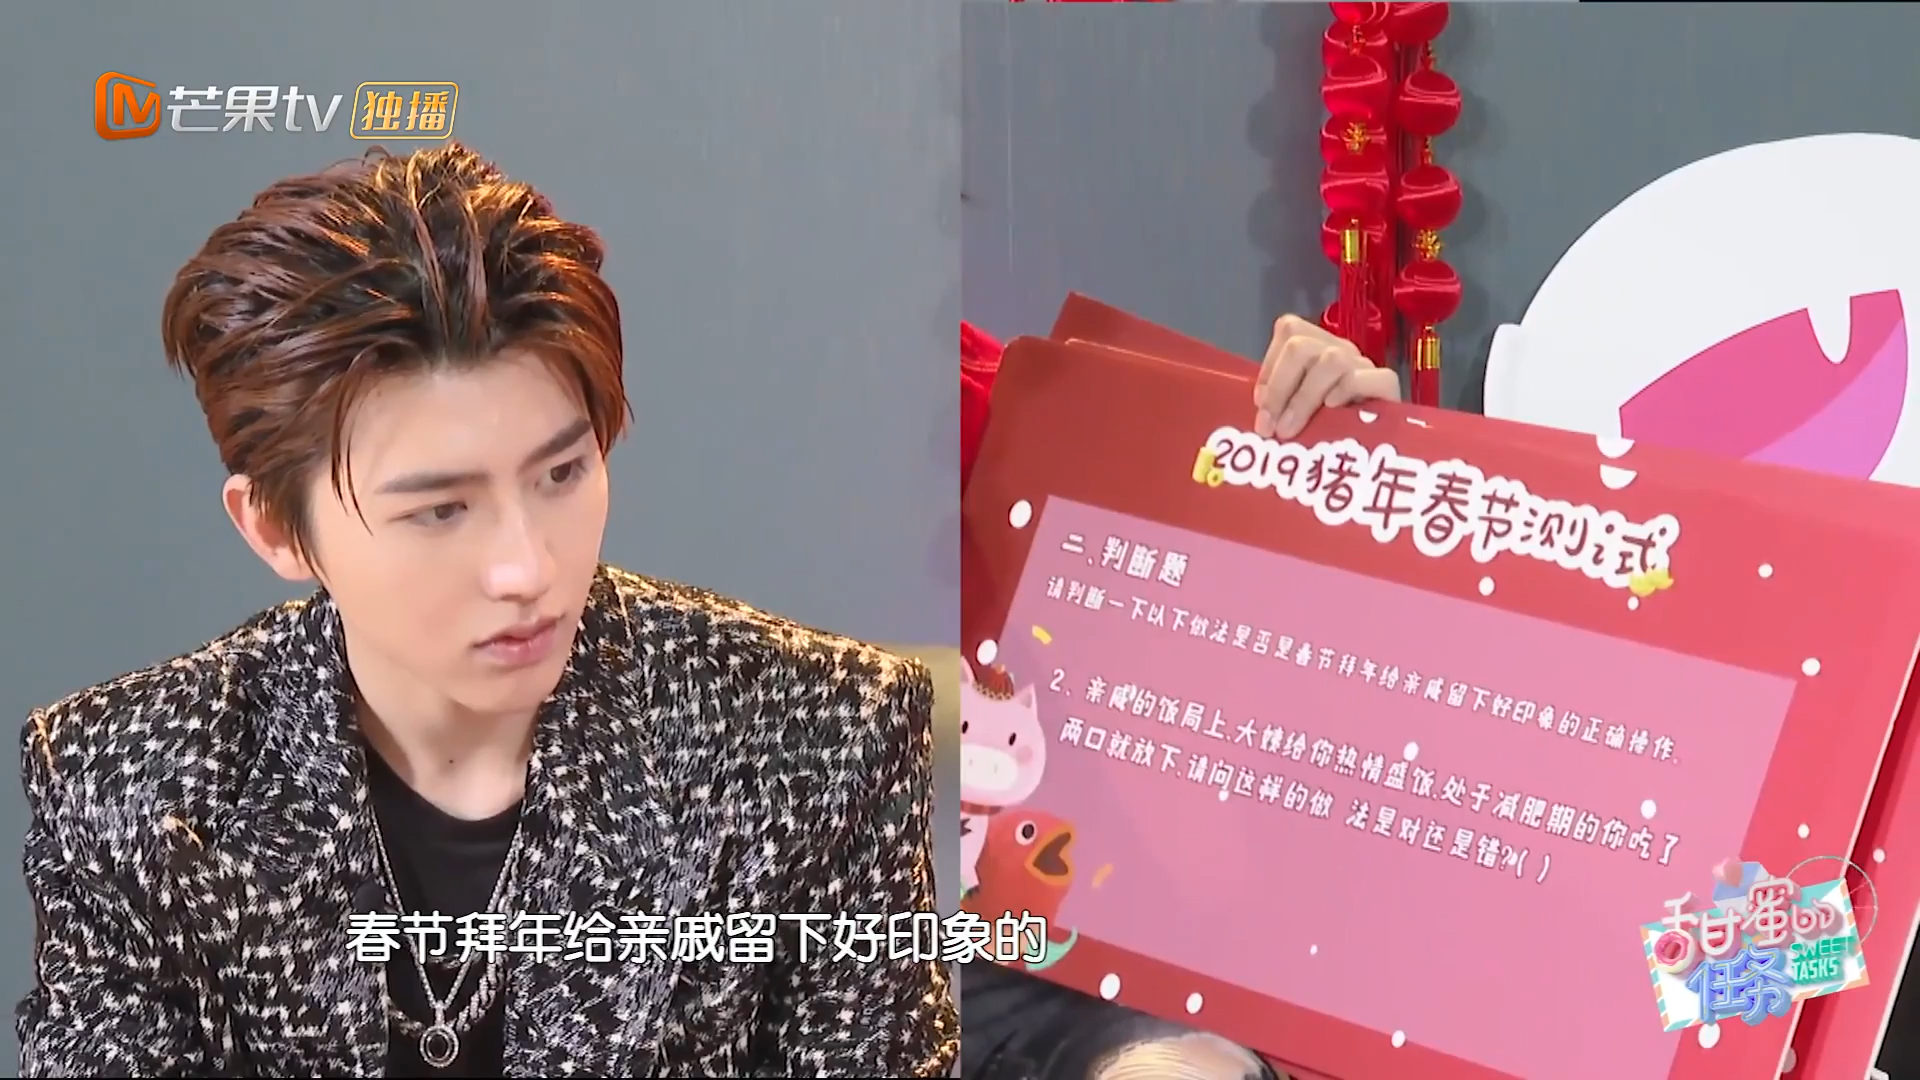 芒果tv 独播
2019猪年春节测试
二、判断题
请判断一下以下做法是否是春节拜年给亲戚留下好印象的正确操作.
2、亲戚的饭局上、大姨给你热情盛饭、处于减肥期的你吃了
两口就放下、请问这样的做 法是对还是错?( )
春节拜年给亲戚留下好印象的
甜蜜的
任务
SWEET
TASKS